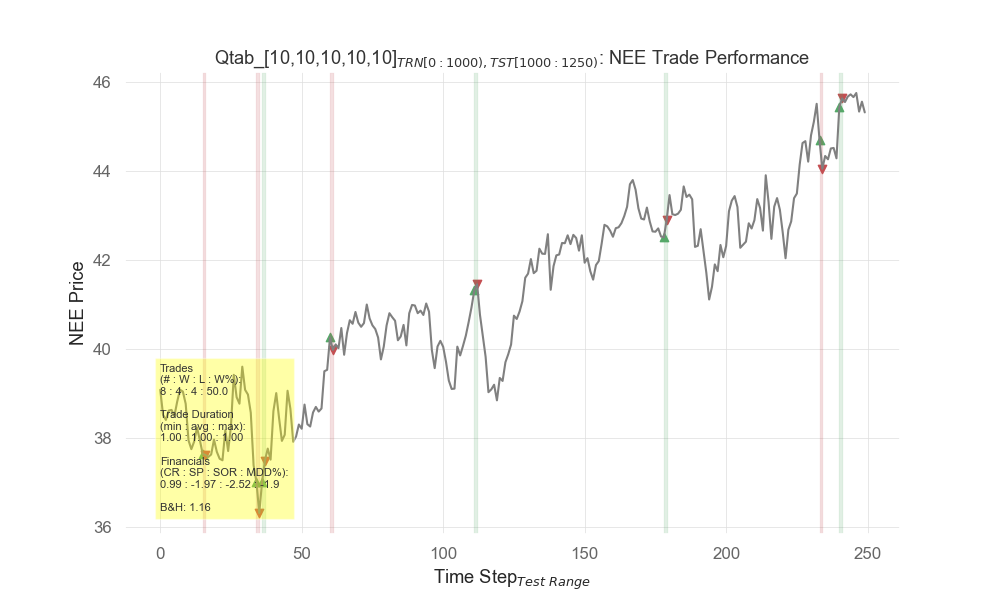 Qtab_[10,10,10,10,10]TRN[0 : 1000), TST[1000 : 1250): NEE Trade Performance
46
44
42
40
38
36
NEE Price
Trades
(# : W : L : W%):
8 : 4 : 4 : 50.0
Trade Duration
(min : avg : max):
1.00 : 1.00 : 1.00
Financials
(CR : SP : SOR : MDD%):
0.99 : -1.97 : -2.52 : -4.9
B&H: 1.16
0 50 100 150 200 250
Time StepTest Range